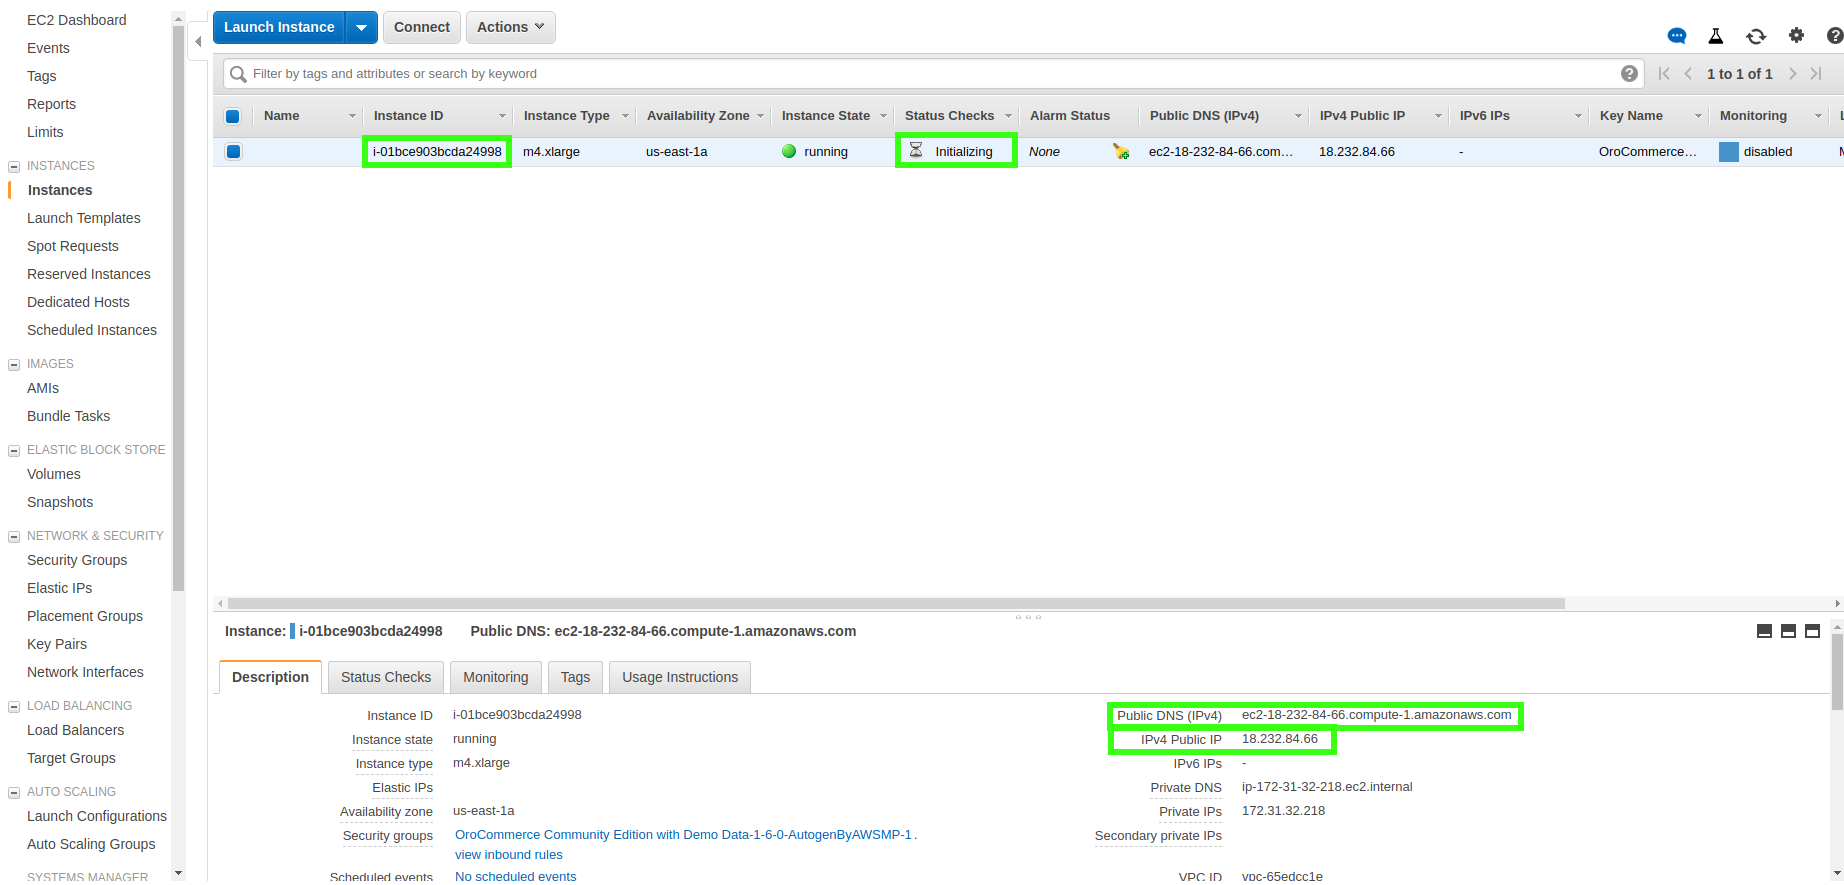 EC2 Dashboard
Events
Tags
Reports
Limits
INSTANCES
Instances
Launch Templates
Spot Requests
Reserved Instances
Dedicated Hosts
Scheduled Instances
IMAGES
AMIs
Bundle Tasks
ELASTIC BLOCK STORE
Volumes
Snapshots
NETWORK & SECURITY
Security Groups
Elastic IPs
Placement Groups
Key Pairs
Network Interfaces
LOAD BALANCING
Load Balancers
Target Groups
AUTO SCALING
Launch Configurations
Auto Scaling Groups
SYSTEMS MANAGER
Launch Instance Connect Actions
Filter by tags and attributes or search by keyword 1 to 1 of 1
Name Instance ID Instance Type Availability Zone Instance State Status Checks Alarm Status Public DNS (IPv4) IPv4 Public IP IPv6 IPs Key Name Monitoring
i-01bce903bcda24998 m4.xlarge us-east-1a running Initializing None ec2-18-232-84-66.com… 18.232.84.66 - OroCommerce… disabled
Instance: i-01bce903bcda24998 Public DNS: ec2-18-232-84-66.compute-1.amazonaws.com
Description Status Checks Monitoring Tags Usage Instructions
Instance ID i-01bce903bcda24998 Public DNS (IPv4) ec2-18-232-84-66.compute-1.amazonaws.com
Instance state running IPv4 Public IP 18.232.84.66
Instance type m4.xlarge IPv6 IPs -
Elastic IPs Private DNS ip-172-31-32-218.ec2.internal
Availability zone us-east-1a Private IPs 172.31.32.218
Security groups OroCommerce Community Edition with Demo Data-1-6-0-AutogenByAWSMP-1 . Secondary private IPs
view inbound rules
Scheduled events No scheduled events VPC ID vpc-65edcc1e